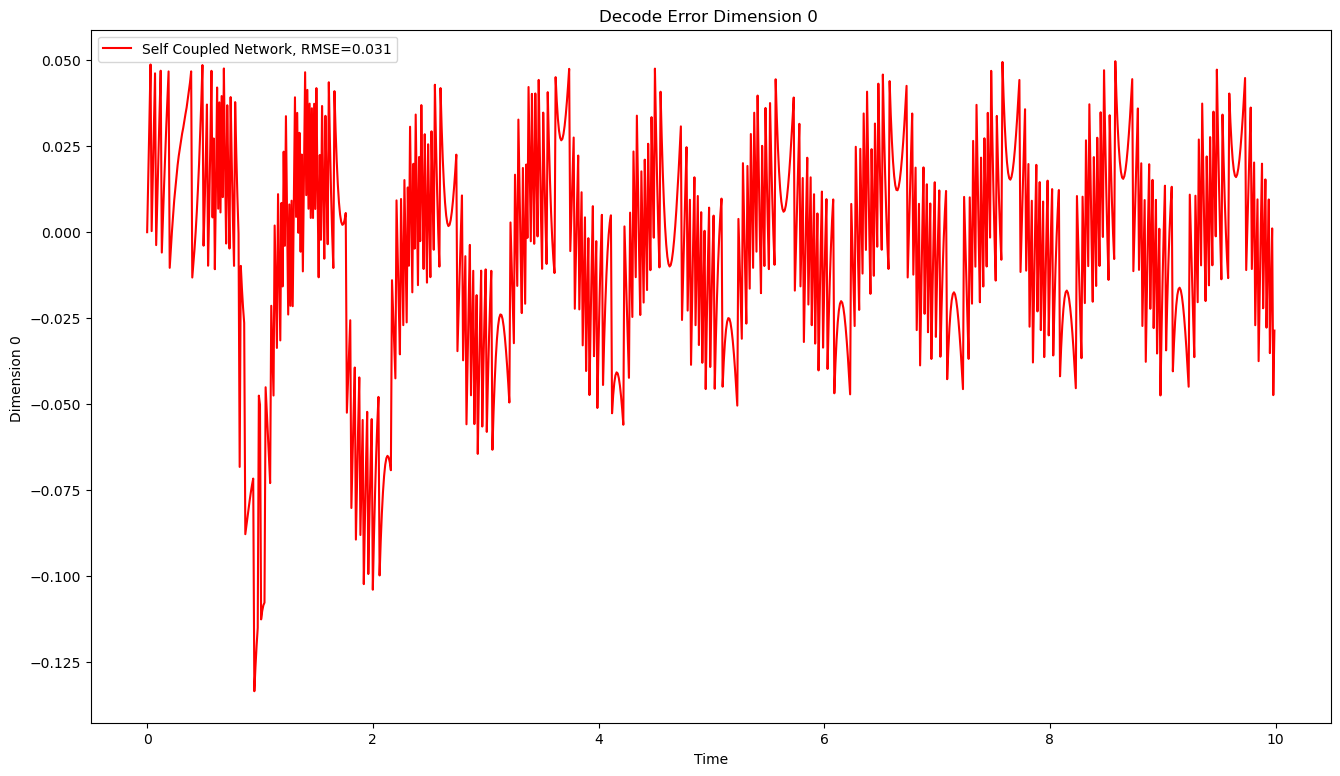 Decode Error Dimension 0
Self Coupled Network, RMSE=0.031
0.050
0.025
0.000
−0.025
−0.050
−0.075
−0.100
−0.125
Dimension 0
0 2 4 6 8 10
Time